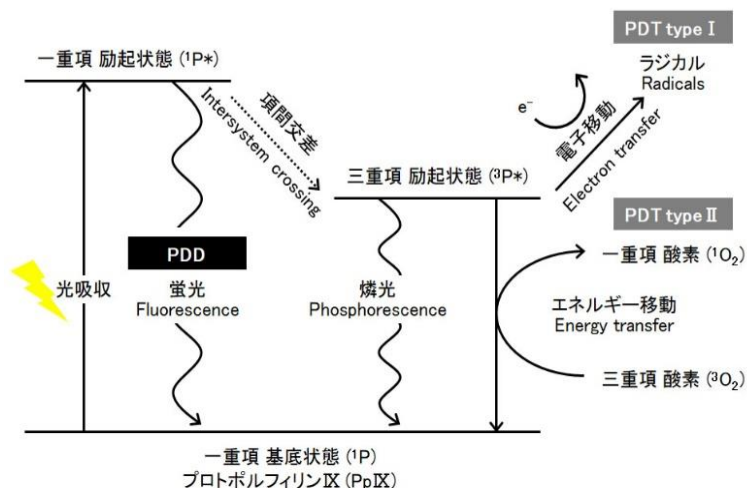 PDT type Ⅰ
一重項 励起状態 (¹P*)
ラジカル
Radicals
項間交差
Intersystem crossing
e⁻
電子移動
Electron transfer
三重項 励起状態 (³P*)
PDT type Ⅱ
PDD
一重項 酸素 (¹O₂)
光吸収
蛍光
Fluorescence
燐光
Phosphorescence
エネルギー移動
Energy transfer
三重項 酸素 (³O₂)
一重項 基底状態 (¹P)
プロトポルフィリンⅨ (PpⅨ)